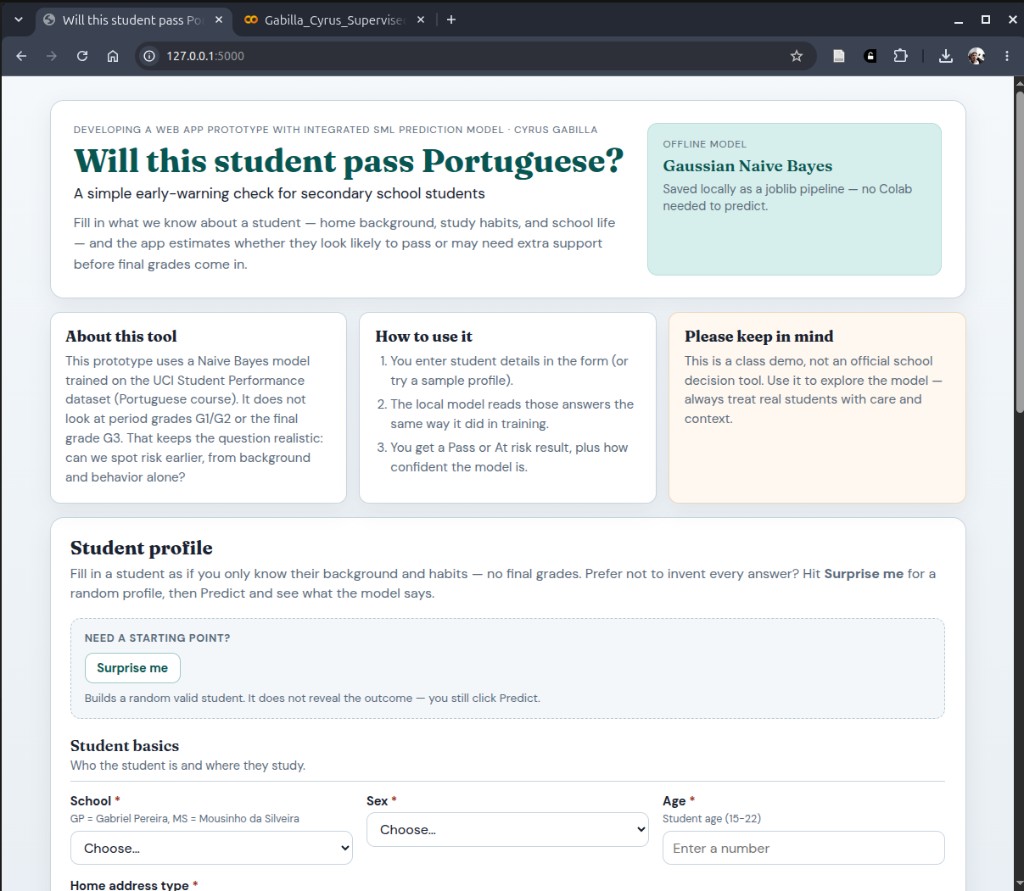 Will this student pass Po
Gabilla_Cyrus_Supervise
127.0.0.1:5000
DEVELOPING A WEB APP PROTOTYPE WITH INTEGRATED SML PREDICTION MODEL · CYRUS GABILLA
Will this student pass Portuguese?
A simple early-warning check for secondary school students
Fill in what we know about a student — home background, study habits, and school life
— and the app estimates whether they look likely to pass or may need extra support
before final grades come in.
OFFLINE MODEL
Gaussian Naive Bayes
Saved locally as a joblib pipeline — no Colab
needed to predict.
About this tool
This prototype uses a Naive Bayes model
trained on the UCI Student Performance
dataset (Portuguese course). It does not
look at period grades G1/G2 or the final
grade G3. That keeps the question realistic:
can we spot risk earlier, from background
and behavior alone?
How to use it
1. You enter student details in the form (or
try a sample profile).
2. The local model reads those answers the
same way it did in training.
3. You get a Pass or At risk result, plus how
confident the model is.
Please keep in mind
This is a class demo, not an official school
decision tool. Use it to explore the model —
always treat real students with care and
context.
Student profile
Fill in a student as if you only know their background and habits — no final grades. Prefer not to invent every answer? Hit Surprise me for a
random profile, then Predict and see what the model says.
NEED A STARTING POINT?
Surprise me
Builds a random valid student. It does not reveal the outcome — you still click Predict.
Student basics
Who the student is and where they study.
School *
GP = Gabriel Pereira, MS = Mousinho da Silveira
Choose...
Sex *
Choose...
Age *
Student age (15–22)
Enter a number
Home address type *